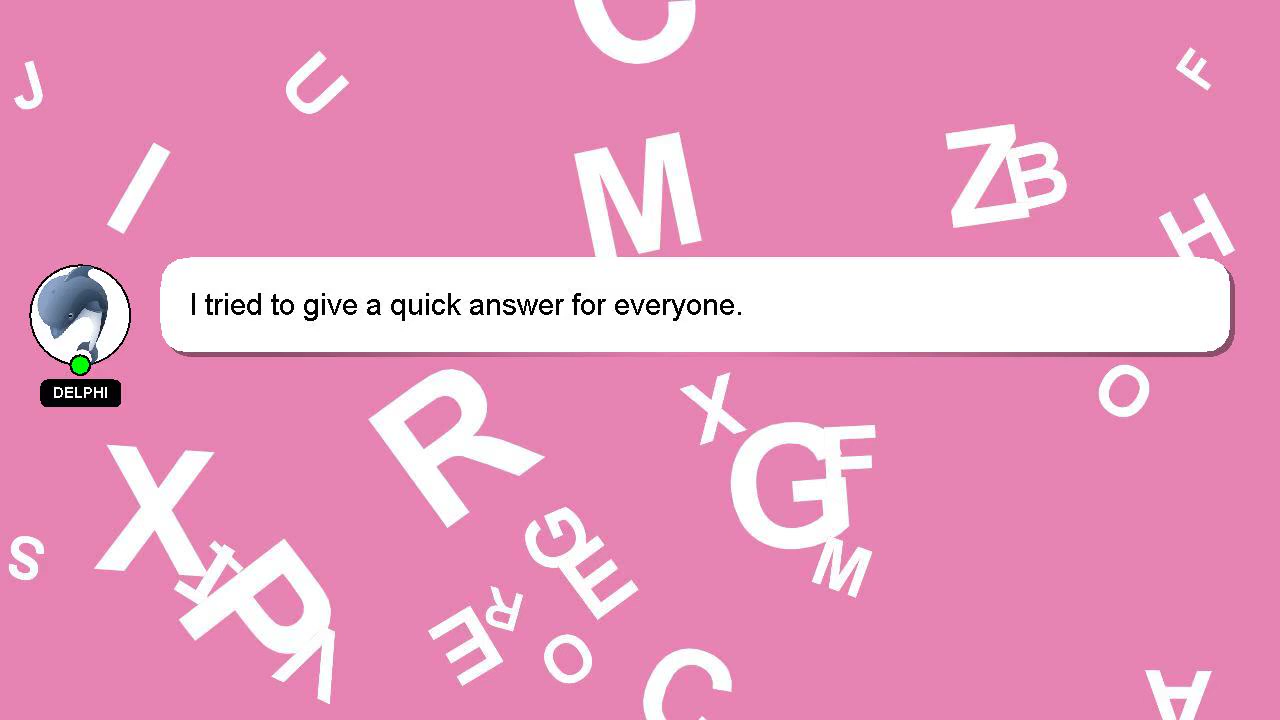 C
J
U
F
I
M
Z
B
H
I tried to give a quick answer for everyone.
DELPHI
R
X
O
G
F
X
S
G
E
M
P
R
E
O
V
C
A